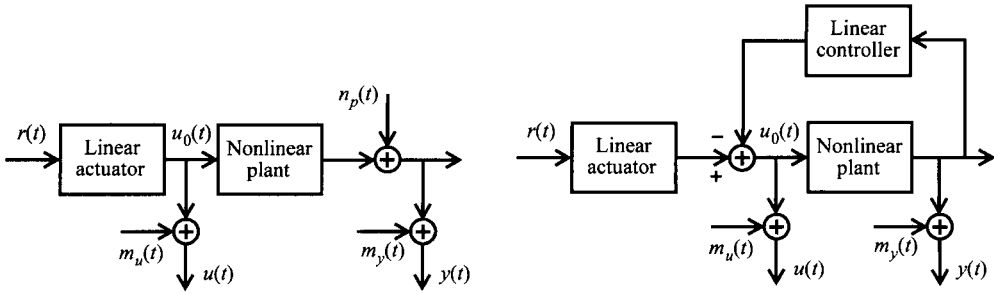 r(t)
Linear
actuator
u0(t)
Nonlinear
plant
np(t)
+
mu(t)
+
u(t)
my(t)
+
y(t)
Linear
controller
r(t)
Linear
actuator
−
+
+
u0(t)
Nonlinear
plant
mu(t)
+
u(t)
my(t)
+
y(t)